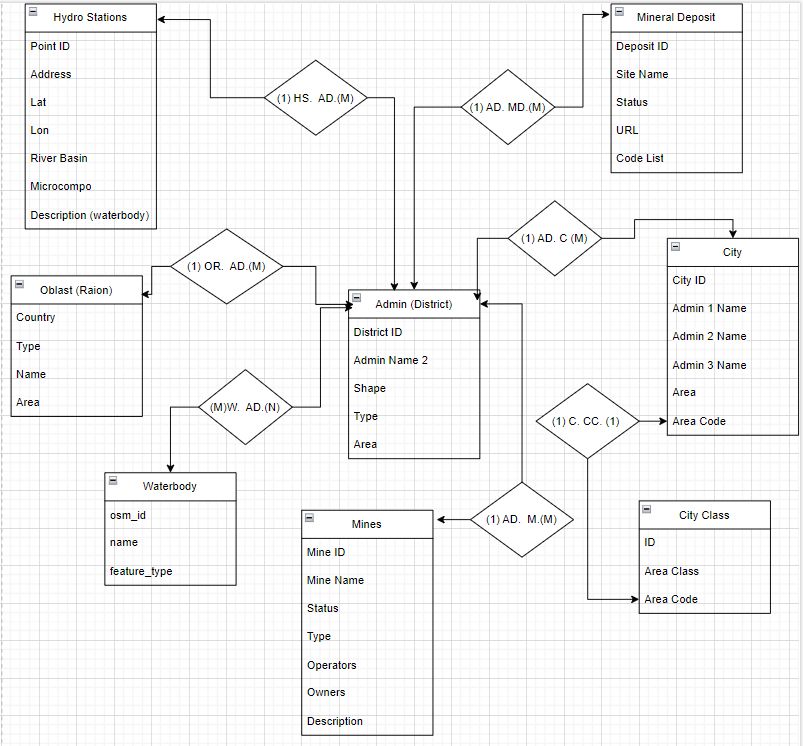 Hydro Stations
Point ID
Address
Lat
Lon
River Basin
Microcompo
Description (waterbody)
(1) HS. AD.(M)
Mineral Deposit
Deposit ID
Site Name
Status
URL
Code List
(1) AD. MD.(M)
(1) OR. AD.(M)
(1) AD. C (M)
City
City ID
Admin 1 Name
Admin 2 Name
Admin 3 Name
Area
Area Code
Oblast (Raion)
Country
Type
Name
Area
Admin (District)
District ID
Admin Name 2
Shape
Type
Area
(M)W. AD.(N)
(1) C. CC. (1)
Waterbody
osm_id
name
feature_type
Mines
Mine ID
Mine Name
Status
Type
Operators
Owners
Description
(1) AD. M.(M)
City Class
ID
Area Class
Area Code